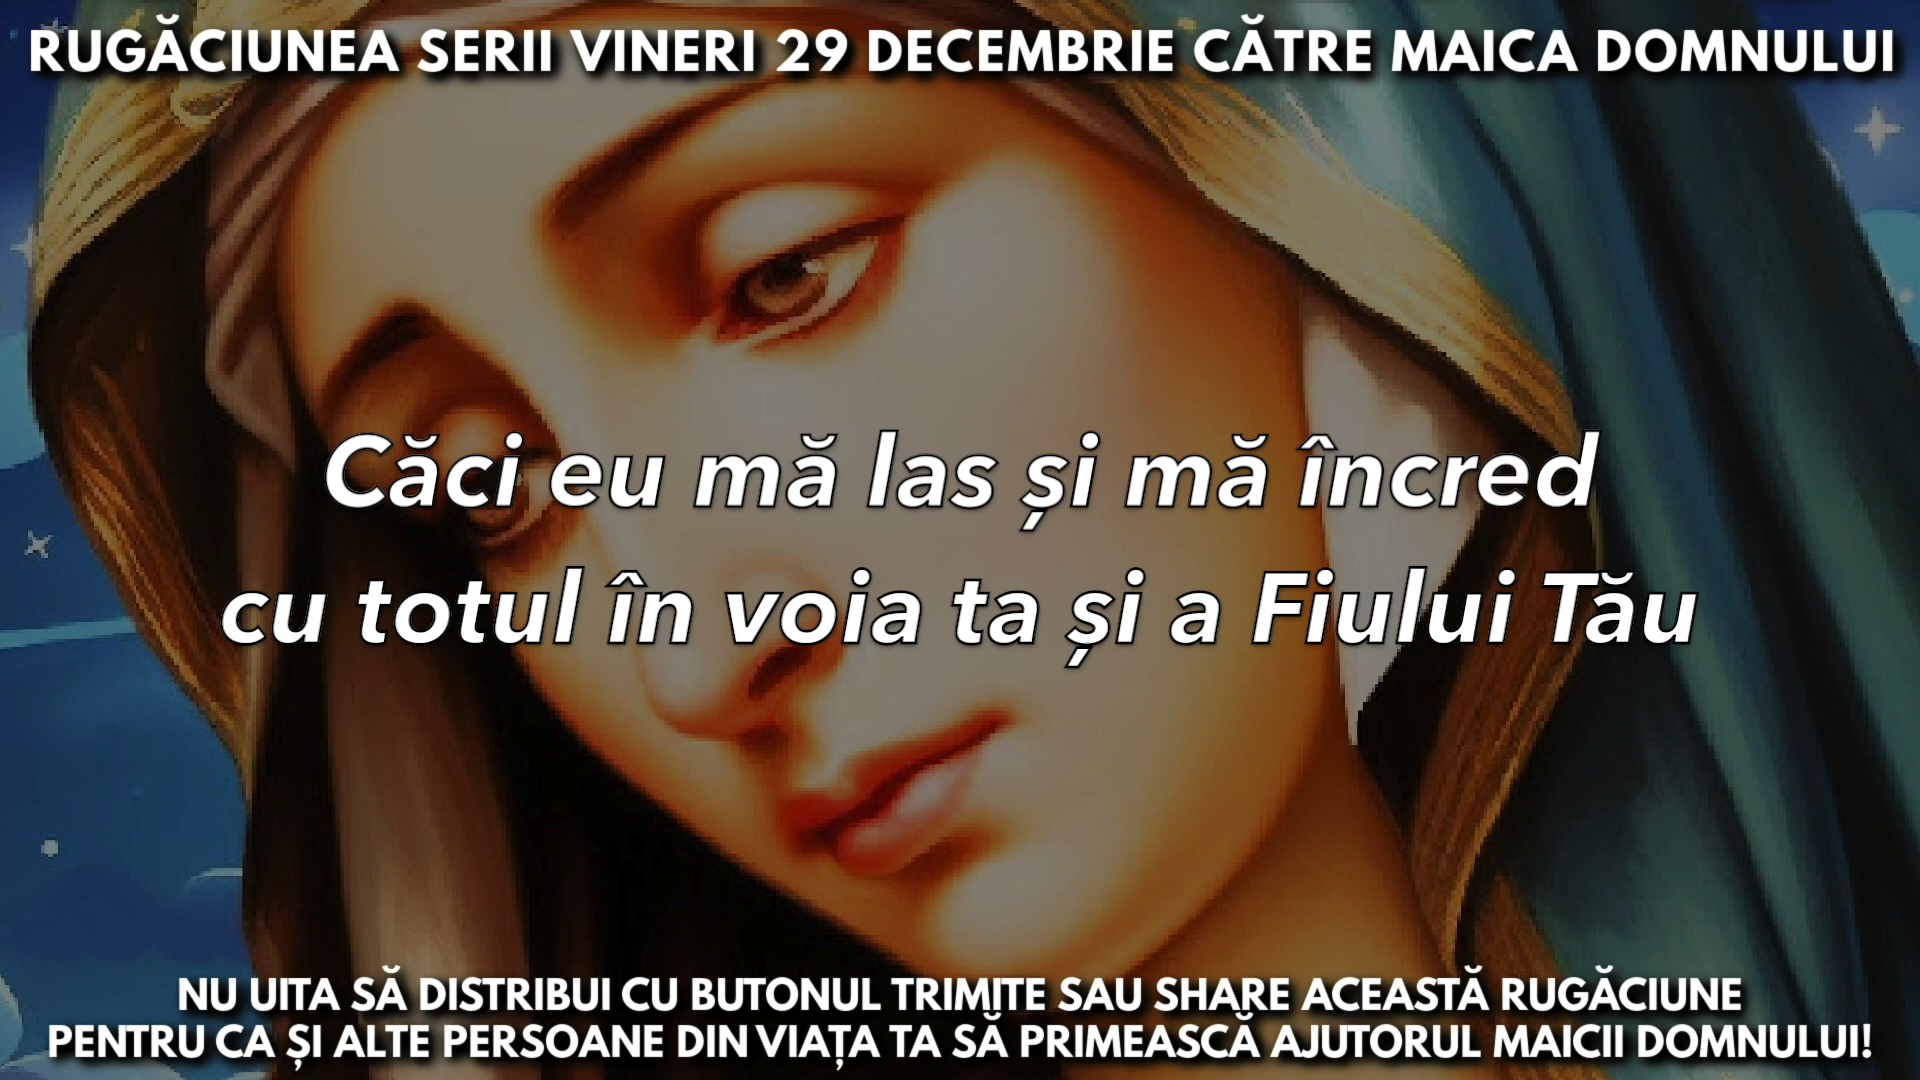 RUGĂCIUNEA SERII VINERI 29 DECEMBRIE CĂTRE MAICA DOMNULUI
Căci eu mă las și mă încred
cu totul în voia ta și a Fiului Tău
NU UITA SĂ DISTRIBUI CU BUTONUL TRIMITE SAU SHARE ACEASTĂ RUGĂCIUNE
PENTRU CA ȘI ALTE PERSOANE DIN VIAȚA TA SĂ PRIMEASCĂ AJUTORUL MAICII DOMNULUI!